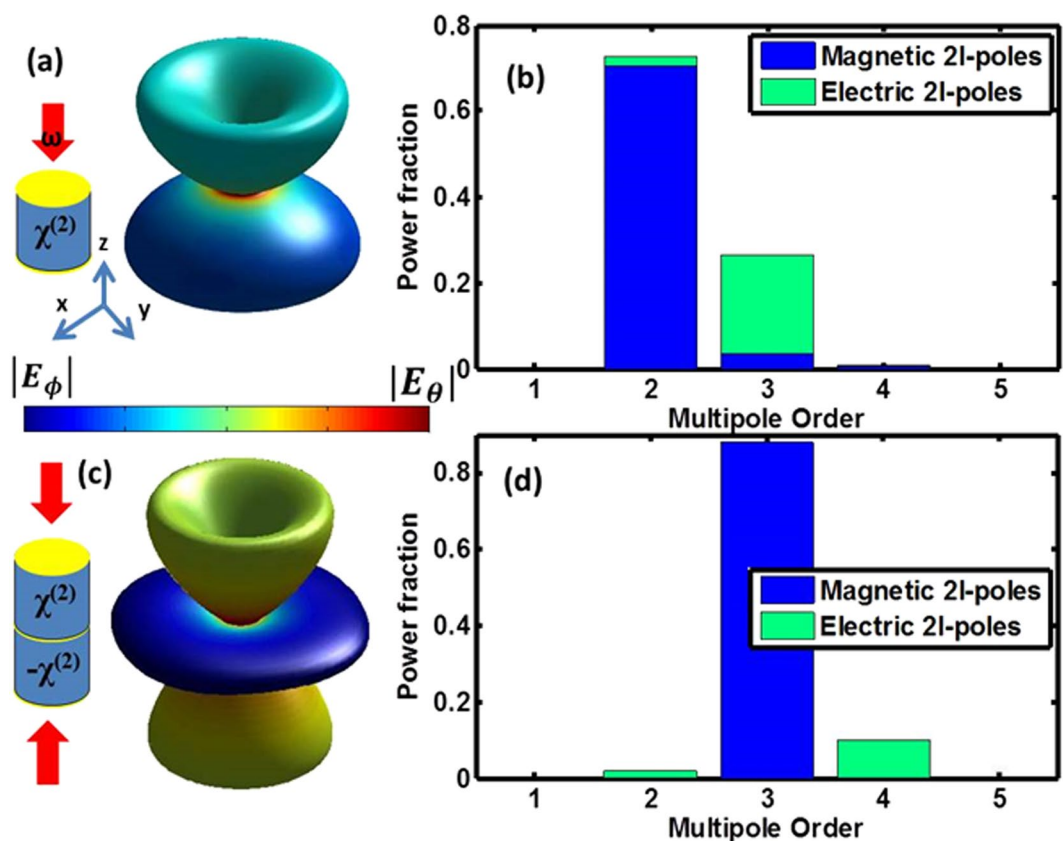 (a)
ω
χ(2)
z
x
y
|Eϕ| |Eθ|
(b)
Magnetic 2l-poles
Electric 2l-poles
Power fraction
0.8
0.6
0.4
0.2
0
1 2 3 4 5
Multipole Order
(c)
χ(2)
-χ(2)
(d)
Magnetic 2l-poles
Electric 2l-poles
Power fraction
0.8
0.6
0.4
0.2
0
1 2 3 4 5
Multipole Order